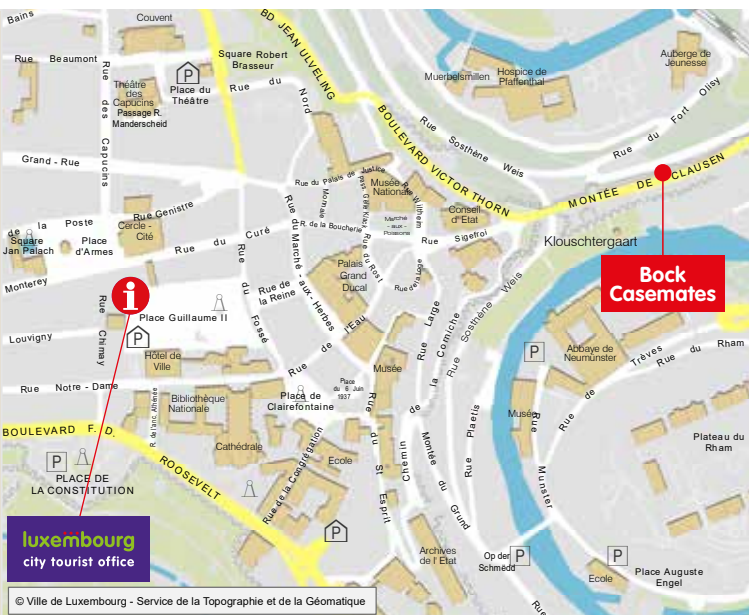 Bains
Couvent
BD JEAN ULVELING
Rue Beaumont
Square Robert
Brasseur
Théâtre
des
Capucins
Passage R.
Manderscheid
Place du
Théâtre
Rue du Nord
Rue des Capucins
Muerbelsmillen
Hospice de
Pfaffenthal
Auberge de
Jeunesse
Rue du Fort Olisy
Rue Sosthène Weis
BOULEVARD VICTOR THORN
MONTÉE DE CLAUSEN
Grand - Rue
Rue du Palais de Justice
Musée
National
Rue Wiltheim
Conseil
d'Etat
Marché
- aux -
Poissons
Rue Sigefroi
Klouschtergaart
Bock
Casemates
de la Poste
Rue Génistre
Cercle -
Cité
Square
Jan Palach
Place
d'Armes
Rue du Curé
R. de la Boucherie
Rue du Rost
Rue du Marché - aux - Herbes
Palais
Grand
Ducal
Monterey
Rue de
la Reine
Rue du Fossé
Rue de l'Eau
Rue Large
Rue Sosthène Weis
i
Place Guillaume II
Louvigny
Rue Chimay
P
Hôtel de
Ville
Rue Notre - Dame
R. de l'anc. Athénée
Bibliothèque
Nationale
Cathédrale
Place de
Clairefontaine
Place
du 6 Juin
1937
Musée
Rue du St Esprit
Chemin de la Corniche
Montée du Grund
Rue Plaetis
P
Abbaye de
Neumünster
Rue de Trèves
Rue du Rham
Musée
Rue Munster
Plateau du
Rham
BOULEVARD F. D. ROOSEVELT
P
PLACE DE
LA CONSTITUTION
Rue de la Congrégation
Ecole
P
Archives
de l' Etat
Op der
Schmëdd
P
P
Ecole
Place Auguste
Engel
Rue
luxembourg
city tourist office
© Ville de Luxembourg - Service de la Topographie et de la Géomatique